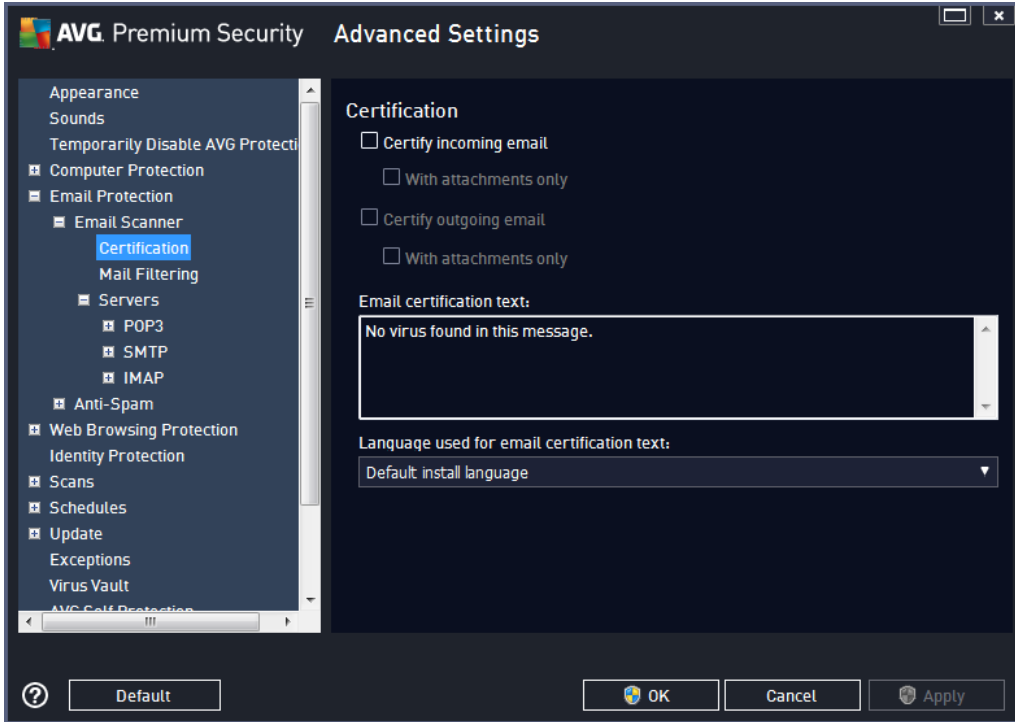 AVG. Premium Security Advanced Settings
Appearance
Sounds
Temporarily Disable AVG Protecti
Computer Protection
Email Protection
Email Scanner
Certification
Mail Filtering
Servers
POP3
SMTP
IMAP
Anti-Spam
Web Browsing Protection
Identity Protection
Scans
Schedules
Update
Exceptions
Virus Vault
AVG Self Protection
Certification
Certify incoming email
With attachments only
Certify outgoing email
With attachments only
Email certification text:
No virus found in this message.
Language used for email certification text:
Default install language
? Default OK Cancel Apply